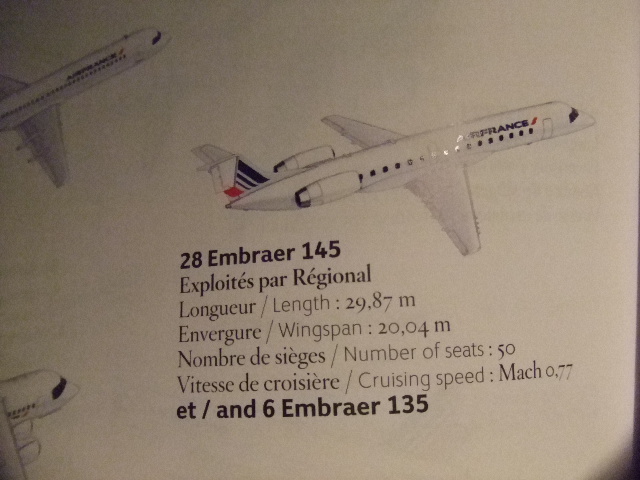 AIRFRANCE
AIRFRANCE
28 Embraer 145
Exploités par Régional
Longueur / Length : 29,87 m
Envergure / Wingspan : 20,04 m
Nombre de sièges / Number of seats : 50
Vitesse de croisière / Cruising speed : Mach 0,77
et / and 6 Embraer 135